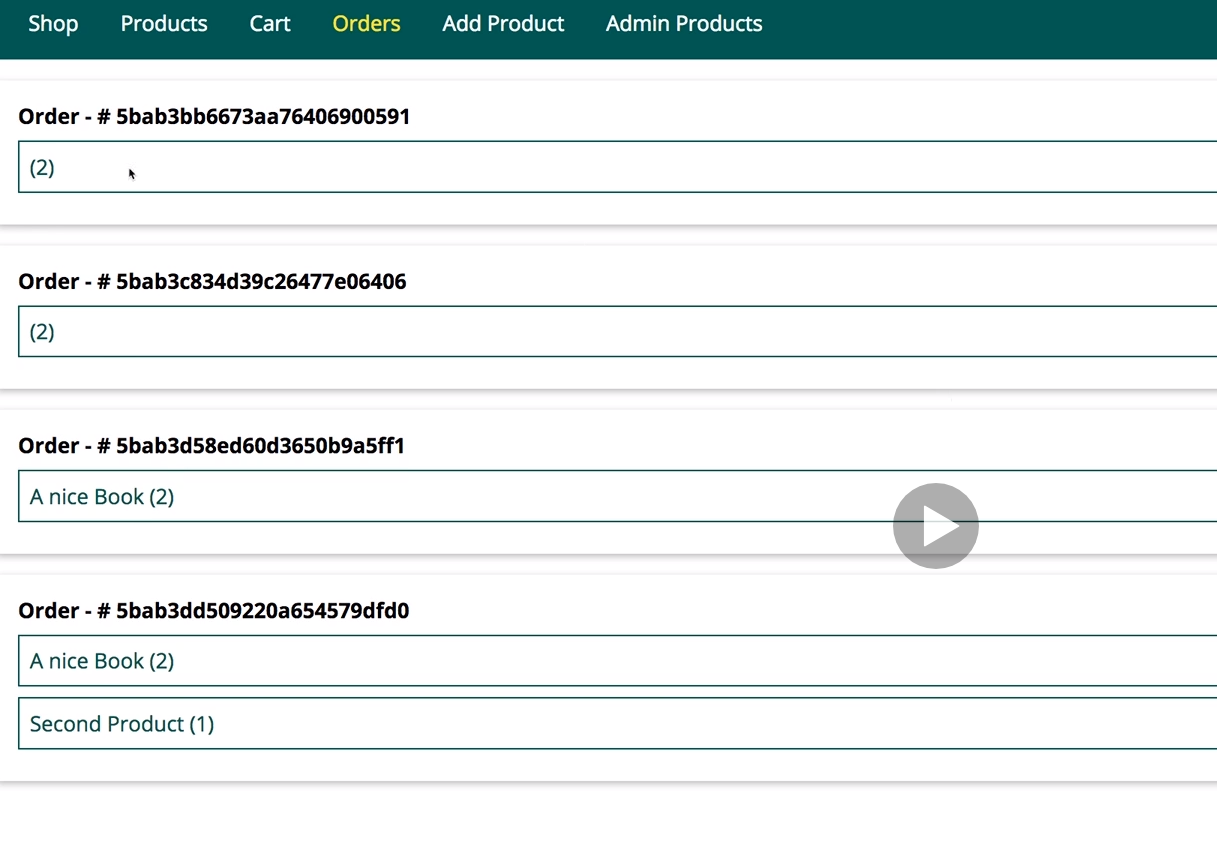 Shop Products Cart Orders Add Product Admin Products
Order - # 5bab3bb6673aa76406900591
(2)
Order - # 5bab3c834d39c26477e06406
(2)
Order - # 5bab3d58ed60d3650b9a5ff1
A nice Book (2)
Order - # 5bab3dd509220a654579dfd0
A nice Book (2)
Second Product (1)